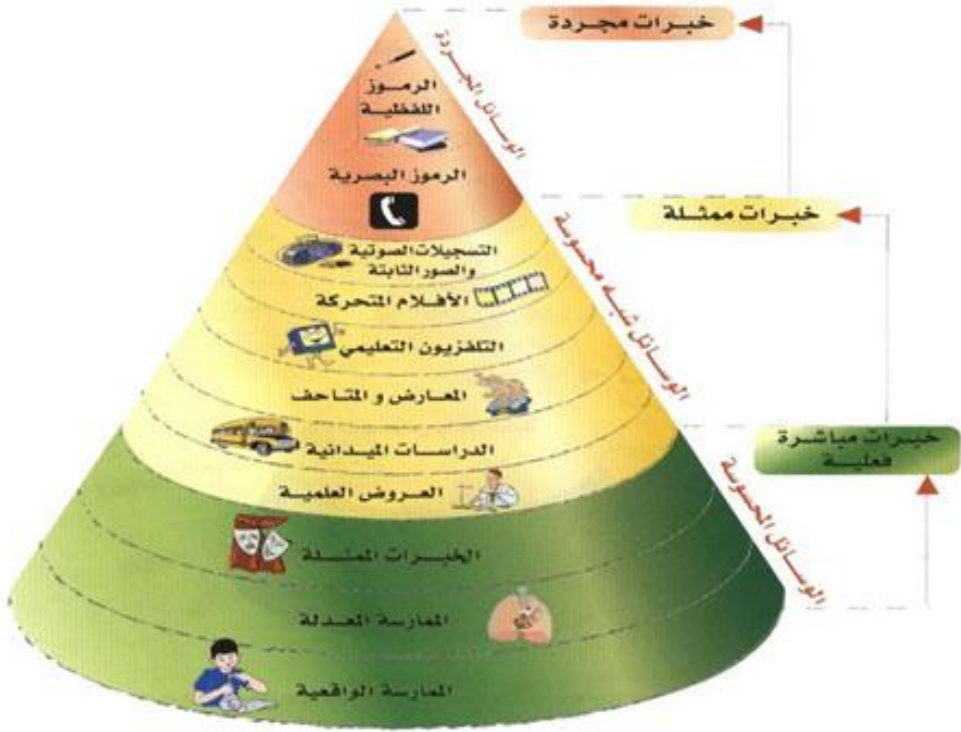 خبرات مجردة
الوسائل المجردة
الرموز
اللفظية
الرموز البصرية
خبرات ممثلة
الوسائل شبه محسوسة
التسجيلات الصوتية
والصور الثابتة
الأفلام المتحركة
التلفزيون التعليمي
المعارض و المتاحف
الدراسات الميدانية
العروض العلمية
خبرات مباشرة
فعلية
الوسائل المحسوسة
الخبرات الممثلة
الممارسة المعدلة
الممارسة الواقعية